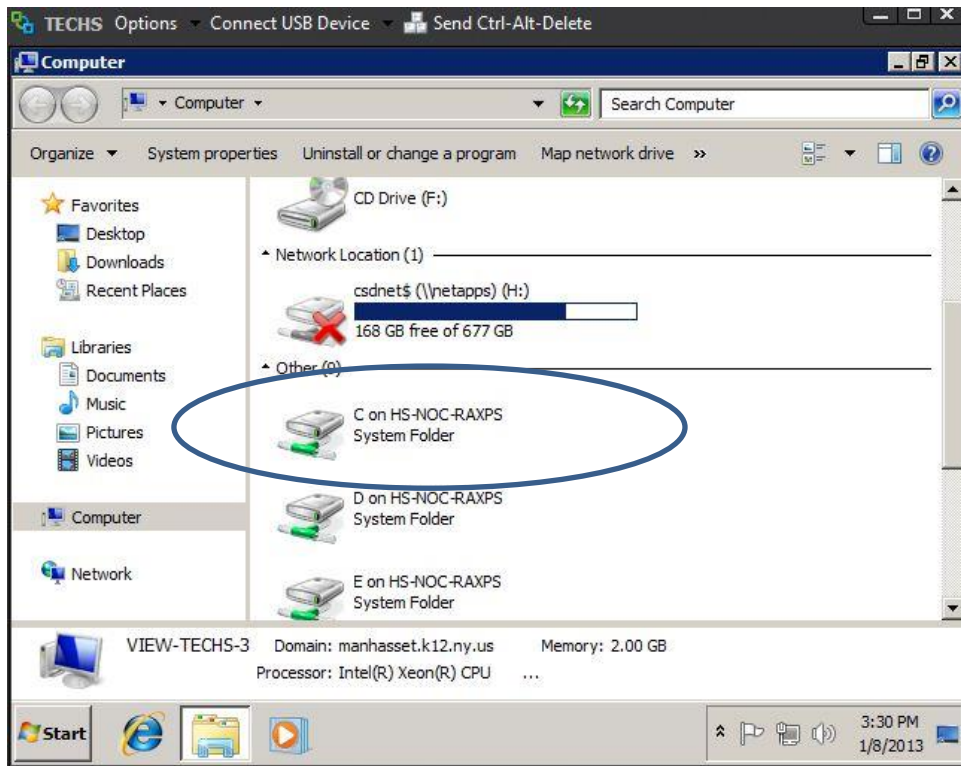 TECHS Options Connect USB Device Send Ctrl-Alt-Delete
Computer
Computer Search Computer
Organize System properties Uninstall or change a program Map network drive »
Favorites
Desktop
Downloads
Recent Places
Libraries
Documents
Music
Pictures
Videos
Computer
Network
CD Drive (F:)
Network Location (1)
csdnet$ (\\netapps) (H:)
168 GB free of 677 GB
Other (9)
C on HS-NOC-RAXPS
System Folder
D on HS-NOC-RAXPS
System Folder
E on HS-NOC-RAXPS
System Folder
VIEW-TECHS-3 Domain: manhasset.k12.ny.us Memory: 2.00 GB
Processor: Intel(R) Xeon(R) CPU ...
Start 3:30 PM
1/8/2013